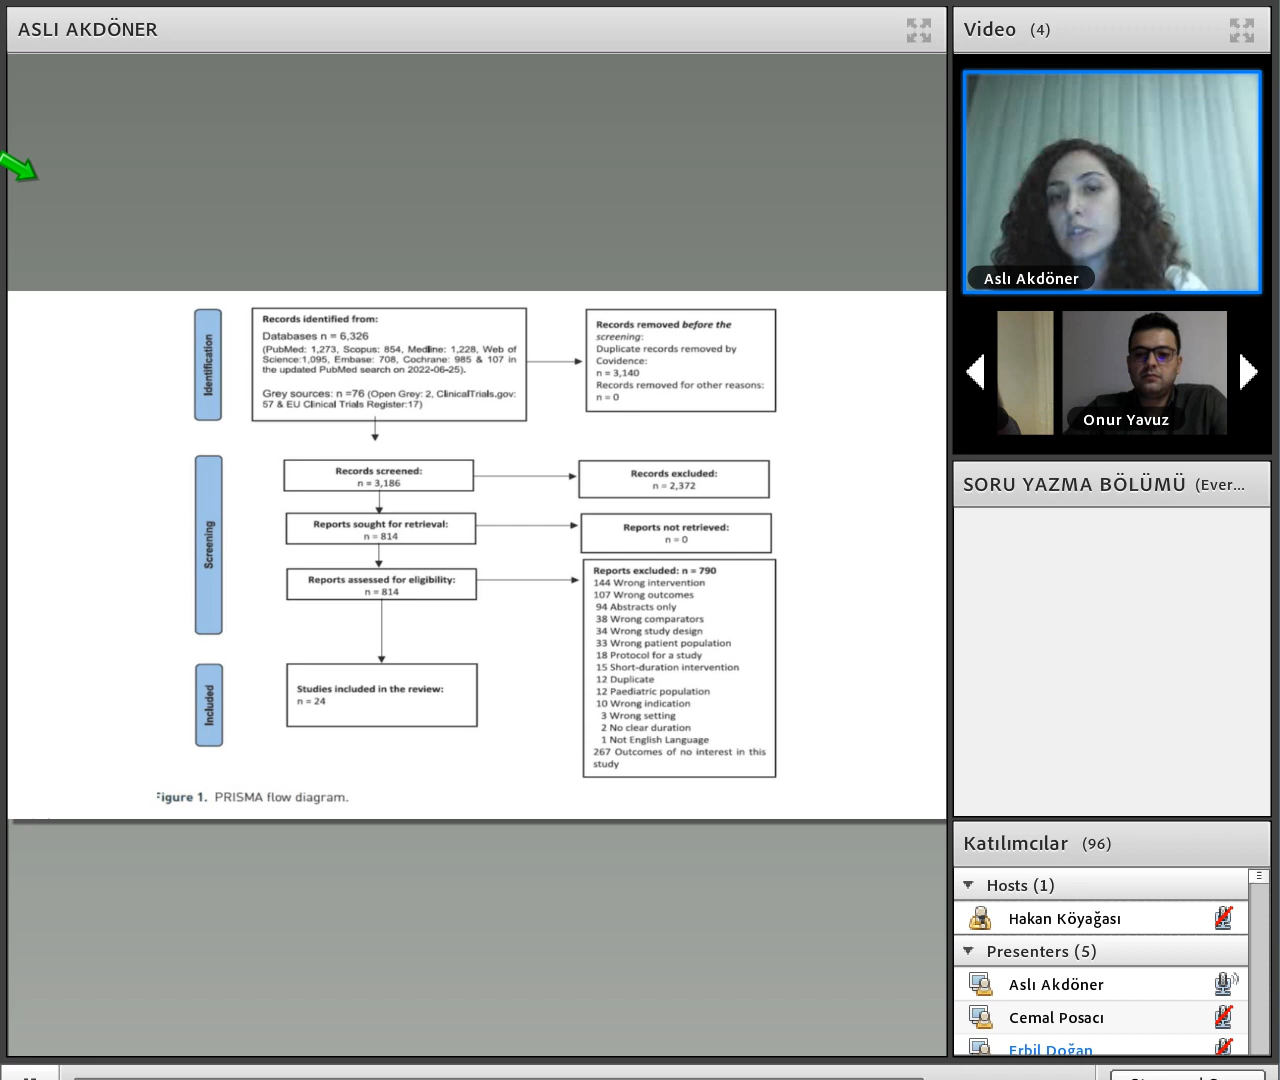 ASLI AKDÖNER
Identification
Records identified from:
Databases n = 6,326
(PubMed: 1,273, Scopus: 854, Medline: 1,228, Web of
Science:1,095, Embase: 708, Cochrane: 985 & 107 in
the updated PubMed search on 2022-06-25).
Grey sources: n =76 (Open Grey: 2, ClinicalTrials.gov:
57 & EU Clinical Trials Register:17)
Records removed before the
screening:
Duplicate records removed by
Covidence:
n = 3,140
Records removed for other reasons:
n = 0
Screening
Records screened:
n = 3,186
Records excluded:
n = 2,372
Reports sought for retrieval:
n = 814
Reports not retrieved:
n = 0
Reports assessed for eligibility:
n = 814
Reports excluded: n = 790
144 Wrong intervention
107 Wrong outcomes
94 Abstracts only
38 Wrong comparators
34 Wrong study design
33 Wrong patient population
18 Protocol for a study
15 Short-duration intervention
12 Duplicate
12 Paediatric population
10 Wrong indication
3 Wrong setting
2 No clear duration
1 Not English Language
267 Outcomes of no interest in this
study
Included
Studies included in the review:
n = 24
Figure 1. PRISMA flow diagram.
Video (4)
Aslı Akdöner
Onur Yavuz
SORU YAZMA BÖLÜMÜ (Ever...
Katılımcılar (96)
Hosts (1)
Hakan Köyağası
Presenters (5)
Aslı Akdöner
Cemal Posacı
Erbil Doğan